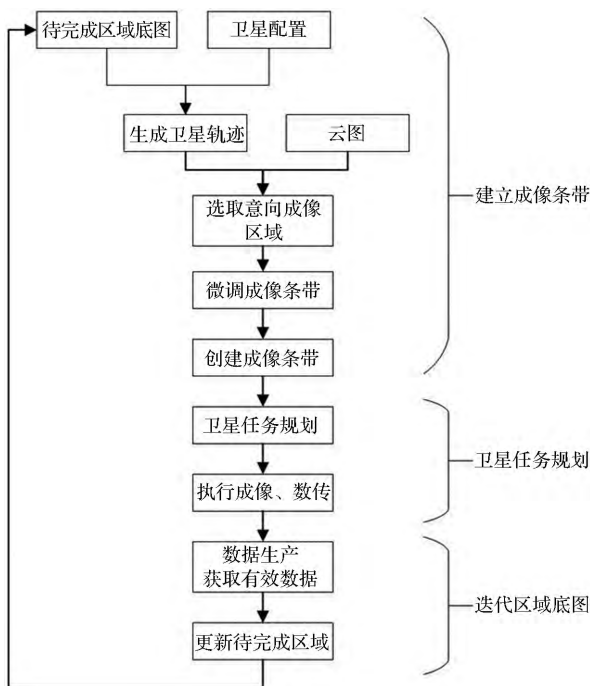 待完成区域底图
卫星配置
生成卫星轨迹
云图
选取意向成像
区域
建立成像条带
微调成像条带
创建成像条带
卫星任务规划
卫星任务规划
执行成像、数传
数据生产
获取有效数据
迭代区域底图
更新待完成区域